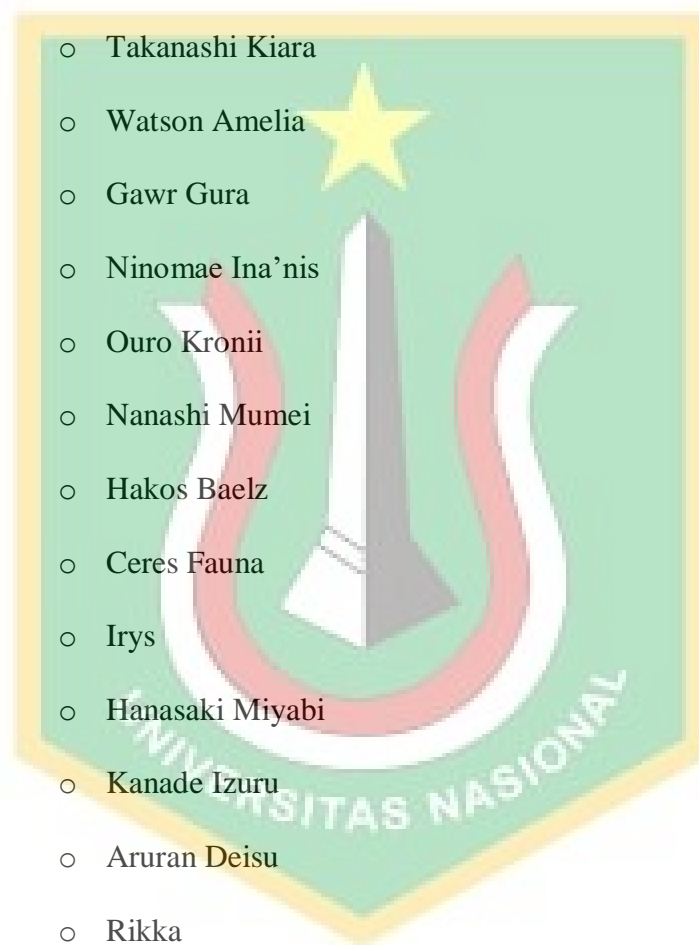 o Takanashi Kiara
o Watson Amelia
o Gawr Gura
o Ninomae Ina’nis
o Ouro Kronii
o Nanashi Mumei
o Hakos Baelz
o Ceres Fauna
o Irys
o Hanasaki Miyabi
o Kanade Izuru
o Aruran Deisu
o Rikka
UNIVERSITAS NASIONAL